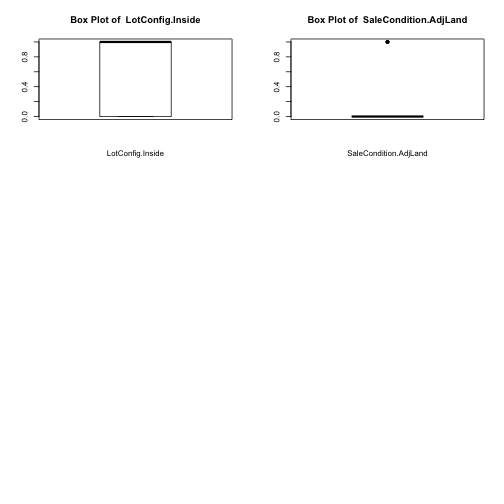 Box Plot of  LotConfig.Inside
0.8
0.4
0.0
LotConfig.Inside
Box Plot of  SaleCondition.AdjLand
0.8
0.4
0.0
SaleCondition.AdjLand